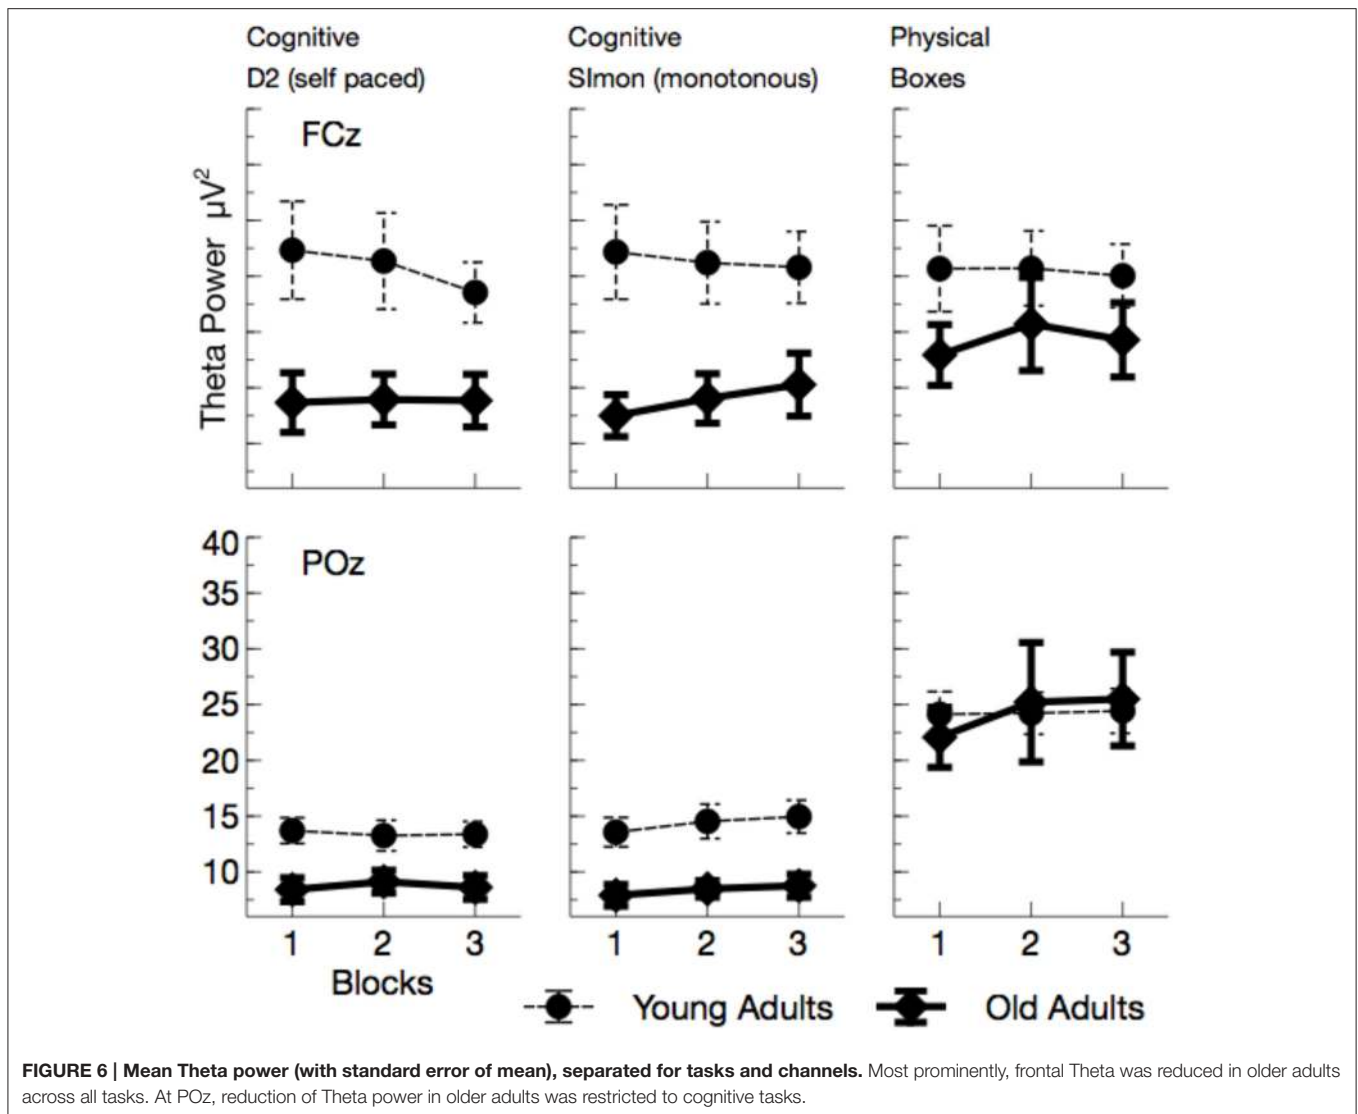 Cognitive
D2 (self paced)
Cognitive
SImon (monotonous)
Physical
Boxes
FCz
Theta Power µV²
POz
40
35
30
25
20
15
10
1 2 3
1 2 3
1 2 3
Blocks
Young Adults
Old Adults
FIGURE 6 | Mean Theta power (with standard error of mean), separated for tasks and channels. Most prominently, frontal Theta was reduced in older adults
across all tasks. At POz, reduction of Theta power in older adults was restricted to cognitive tasks.